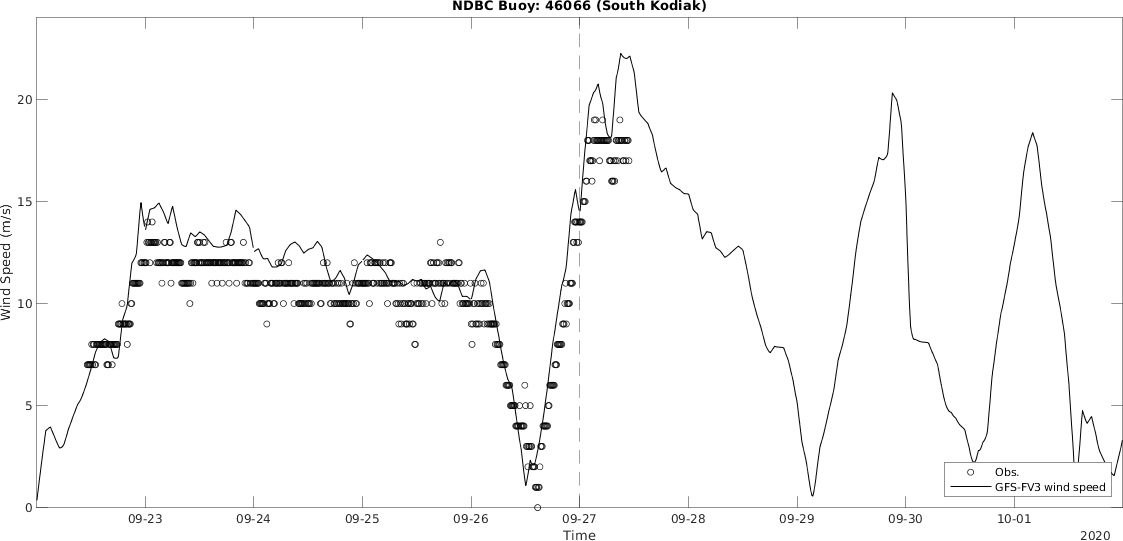 NDBC Buoy: 46066 (South Kodiak)
Wind Speed (m/s)
20
15
10
5
0
09-23 09-24 09-25 09-26 09-27 09-28 09-29 09-30 10-01
Time
2020
Obs.
GFS-FV3 wind speed